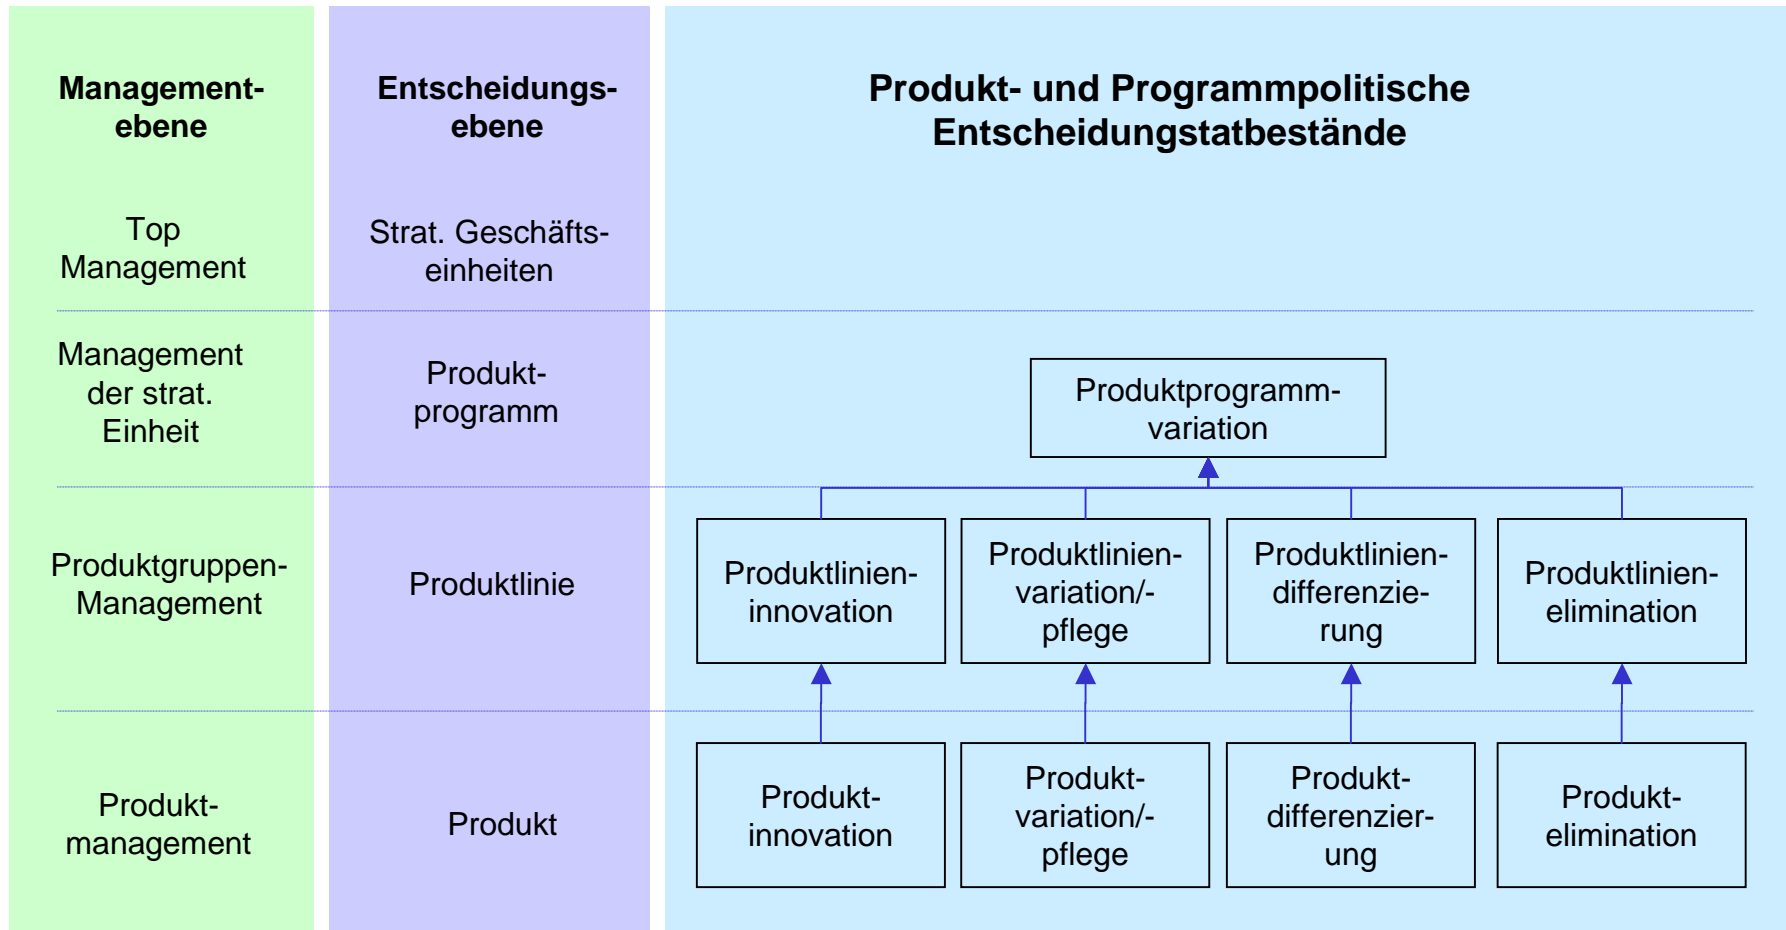 Management-
ebene
Entscheidungs-
ebene
Produkt- und Programmpolitische
Entscheidungstatbestände
Top
Management
Strat. Geschäfts-
einheiten
Management
der strat.
Einheit
Produkt-
programm
Produktprogramm-
variation
Produktgruppen-
Management
Produktlinie
Produktlinien-
innovation
Produktlinien-
variation/-
pflege
Produktlinien-
differenzie-
rung
Produktlinien-
elimination
Produkt-
management
Produkt
Produkt-
innovation
Produkt-
variation/-
pflege
Produkt-
differenzier-
ung
Produkt-
elimination